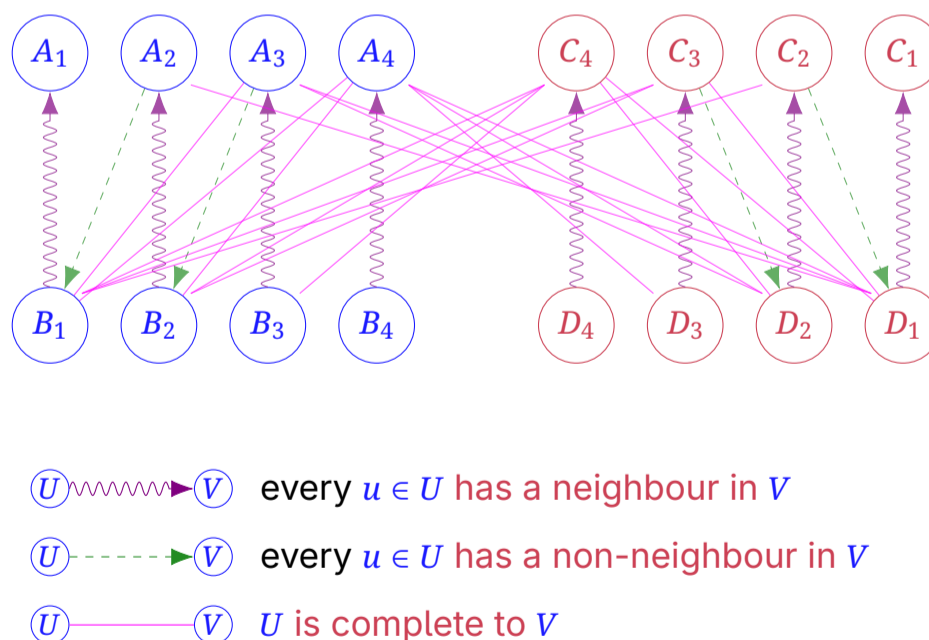 A₁ A₂ A₃ A₄ C₄ C₃ C₂ C₁
B₁ B₂ B₃ B₄ D₄ D₃ D₂ D₁
U V every u ∈ U has a neighbour in V
U V every u ∈ U has a non-neighbour in V
U V U is complete to V